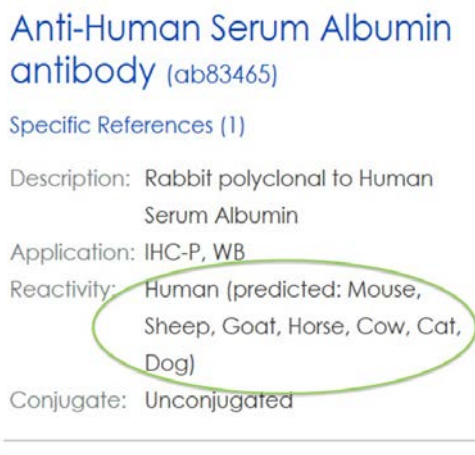 Anti-Human Serum Albumin
antibody (ab83465)
Specific References (1)
Description: Rabbit polyclonal to Human
Serum Albumin
Application: IHC-P, WB
Reactivity: Human (predicted: Mouse,
Sheep, Goat, Horse, Cow, Cat,
Dog)
Conjugate: Unconjugated